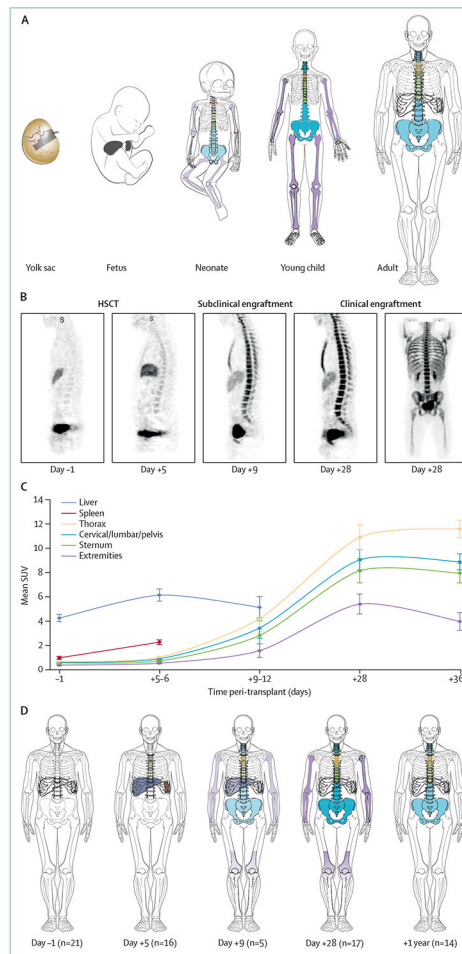 A
Yolk sac Fetus Neonate Young child Adult
B
HSCT Subclinical engraftment Clinical engraftment
S S S
Day –1 Day +5 Day +9 Day +28 Day +28
C
14
12
10
8
6
4
2
0
Mean SUV
Liver
Spleen
Thorax
Cervical/lumbar/pelvis
Sternum
Extremities
–1 +5–6 +9–12 +28 +36
Time peri-transplant (days)
D
Day –1 (n=21) Day +5 (n=16) Day +9 (n=5) Day +28 (n=17) +1 year (n=14)